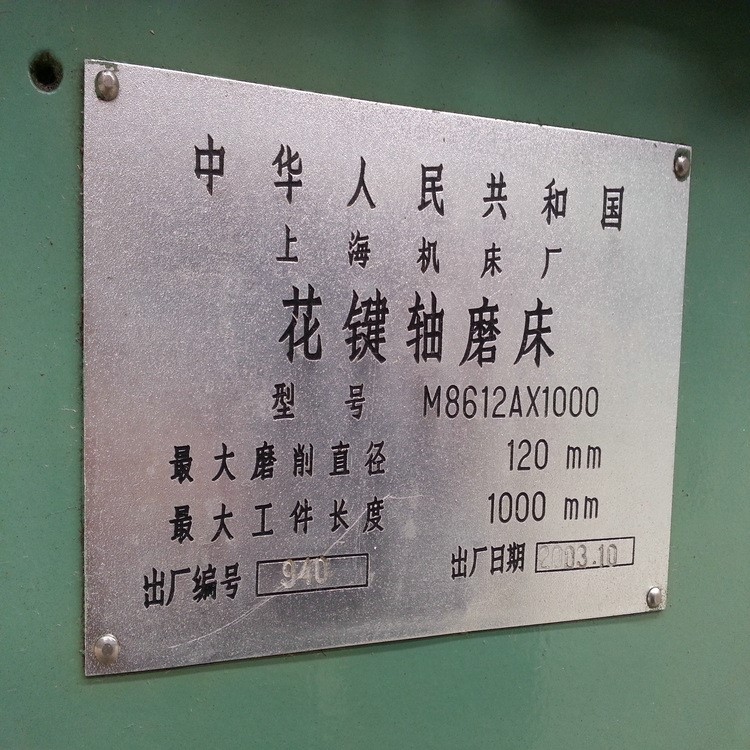 中华人民共和国
上海机床厂
花键轴磨床
型号 M8612AX1000
最大磨削直径 120 mm
最大工件长度 1000 mm
出厂编号 940 出厂日期 2003.10